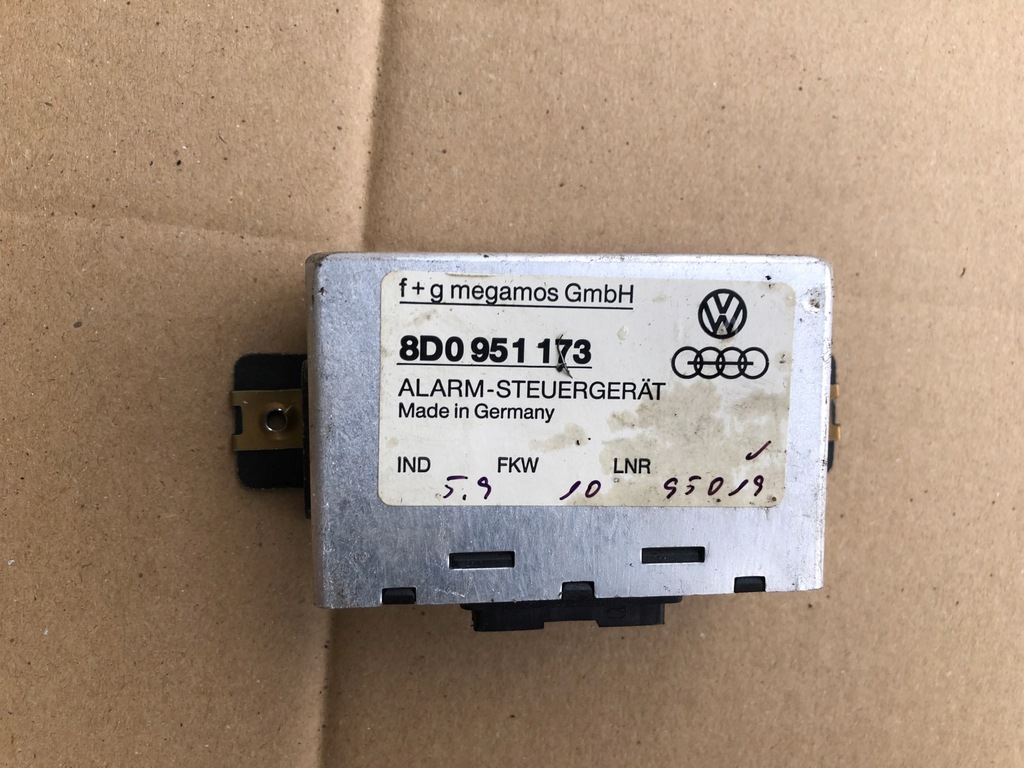 f+g megamos GmbH
8D0 951 173
ALARM-STEUERGERÄT
Made in Germany
IND FKW LNR
5.9 10 95019